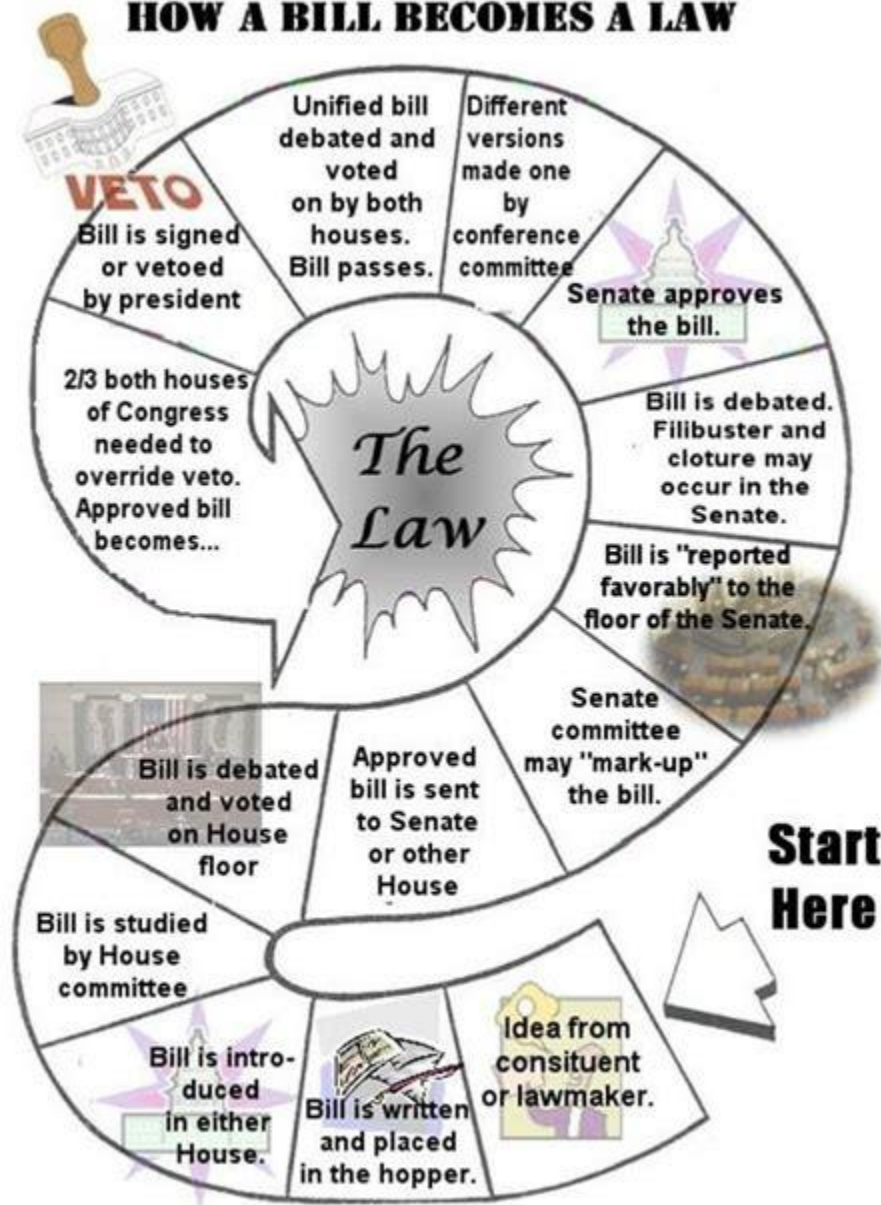 HOW A BILL BECOMES A LAW
Start
Here
Idea from
consituent
or lawmaker.
Bill is written
and placed
in the hopper.
Bill is intro-
duced
in either
House.
Bill is studied
by House
committee
Bill is debated
and voted
on House
floor
Approved
bill is sent
to Senate
or other
House
Senate
committee
may "mark-up"
the bill.
Bill is "reported
favorably" to the
floor of the Senate.
Bill is debated.
Filibuster and
cloture may
occur in the
Senate.
Senate approves
the bill.
Different
versions
made one
by
conference
committee
Unified bill
debated and
voted
on by both
houses.
Bill passes.
VETO
Bill is signed
or vetoed
by president
2/3 both houses
of Congress
needed to
override veto.
Approved bill
becomes...
The
Law